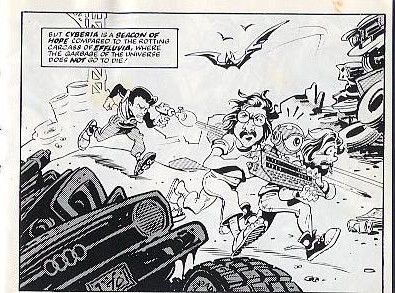 BUT CYBERIA IS A BEACON OF
HOPE COMPARED TO THE ROTTING
CARCASS OF EFFLUVIA, WHERE
THE GARBAGE OF THE UNIVERSE
DOES NOT GO TO DIE!